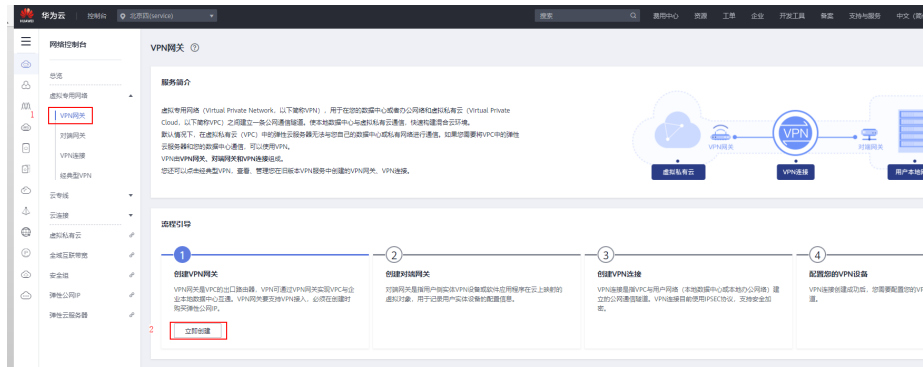 HUAWEI 华为云 控制台 北京四(service) 搜索 费用中心 资源 工单 企业 开发工具 备案 支持与服务 中文 (简
网络控制台
总览
虚拟专用网络
1 VPN网关
对端网关
VPN连接
经典型VPN
云专线
云连接
虚拟私有云
全域互联带宽
安全组
弹性公网IP
弹性云服务器
VPN网关
服务简介
虚拟专用网络（Virtual Private Network，以下简称VPN），用于在您的数据中心或者办公网络和虚拟私有云（Virtual Private
Cloud，以下简称VPC）之间建立一条公网通信隧道，使本地数据中心与虚拟私有云通信，快速构建混合云环境。
默认情况下，在虚拟私有云（VPC）中的弹性云服务器无法与您自己的数据中心或私有网络进行通信。如果您需要将VPC中的弹性
云服务器和您的数据中心通信，可以使用VPN。
VPN由VPN网关、对端网关和VPN连接组成。
您还可以点击经典型VPN，查看、管理您在旧版本VPN服务中创建的VPN网关、VPN连接。
VPN网关
VPN
对端网关
虚拟私有云
VPN连接
用户本地
流程引导
1
创建VPN网关
VPN网关是VPC的出口路由器，VPN可通过VPN网关实现VPC与企
业本地数据中心互通。VPN网关要支持VPN接入，必须在创建时
购买弹性公网IP。
2 立即创建
2
创建对端网关
对端网关是指用户侧实体VPN设备或软件应用程序在云上映射的
虚拟对象，用于记录用户实体设备的配置信息。
3
创建VPN连接
VPN连接是指VPC与用户网络（本地数据中心或本地办公网络）建
立的公网通信隧道。VPN连接目前使用IPSEC协议，支持安全加
密。
4
配置您的VPN设备
VPN连接创建成功后，您需要配置您的VP
道。